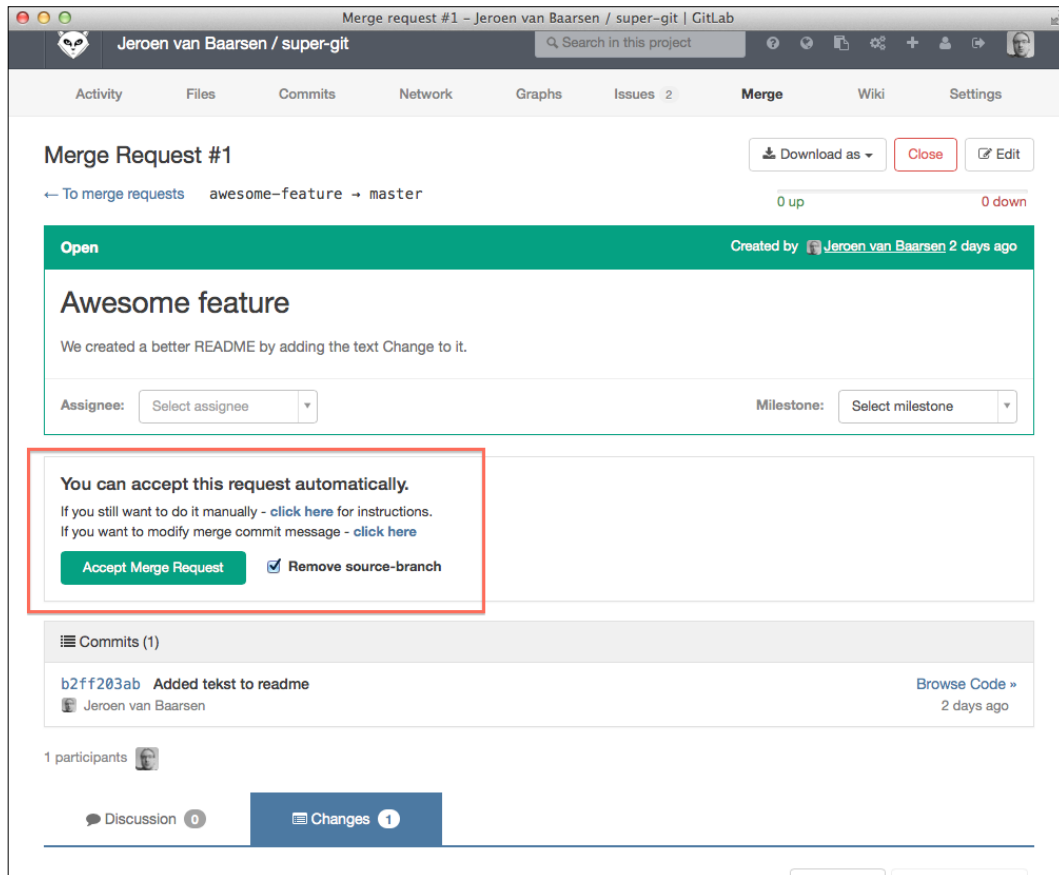 Merge request #1 – Jeroen van Baarsen / super-git | GitLab
Jeroen van Baarsen / super-git
Search in this project
Activity Files Commits Network Graphs Issues 2 Merge Wiki Settings
Merge Request #1
Download as Close Edit
← To merge requests awesome-feature → master
0 up 0 down
Open Created by Jeroen van Baarsen 2 days ago
Awesome feature
We created a better README by adding the text Change to it.
Assignee: Select assignee Milestone: Select milestone
You can accept this request automatically.
If you still want to do it manually - click here for instructions.
If you want to modify merge commit message - click here
Accept Merge Request Remove source-branch
Commits (1)
b2ff203ab Added tekst to readme Browse Code »
Jeroen van Baarsen 2 days ago
1 participants
Discussion 0 Changes 1